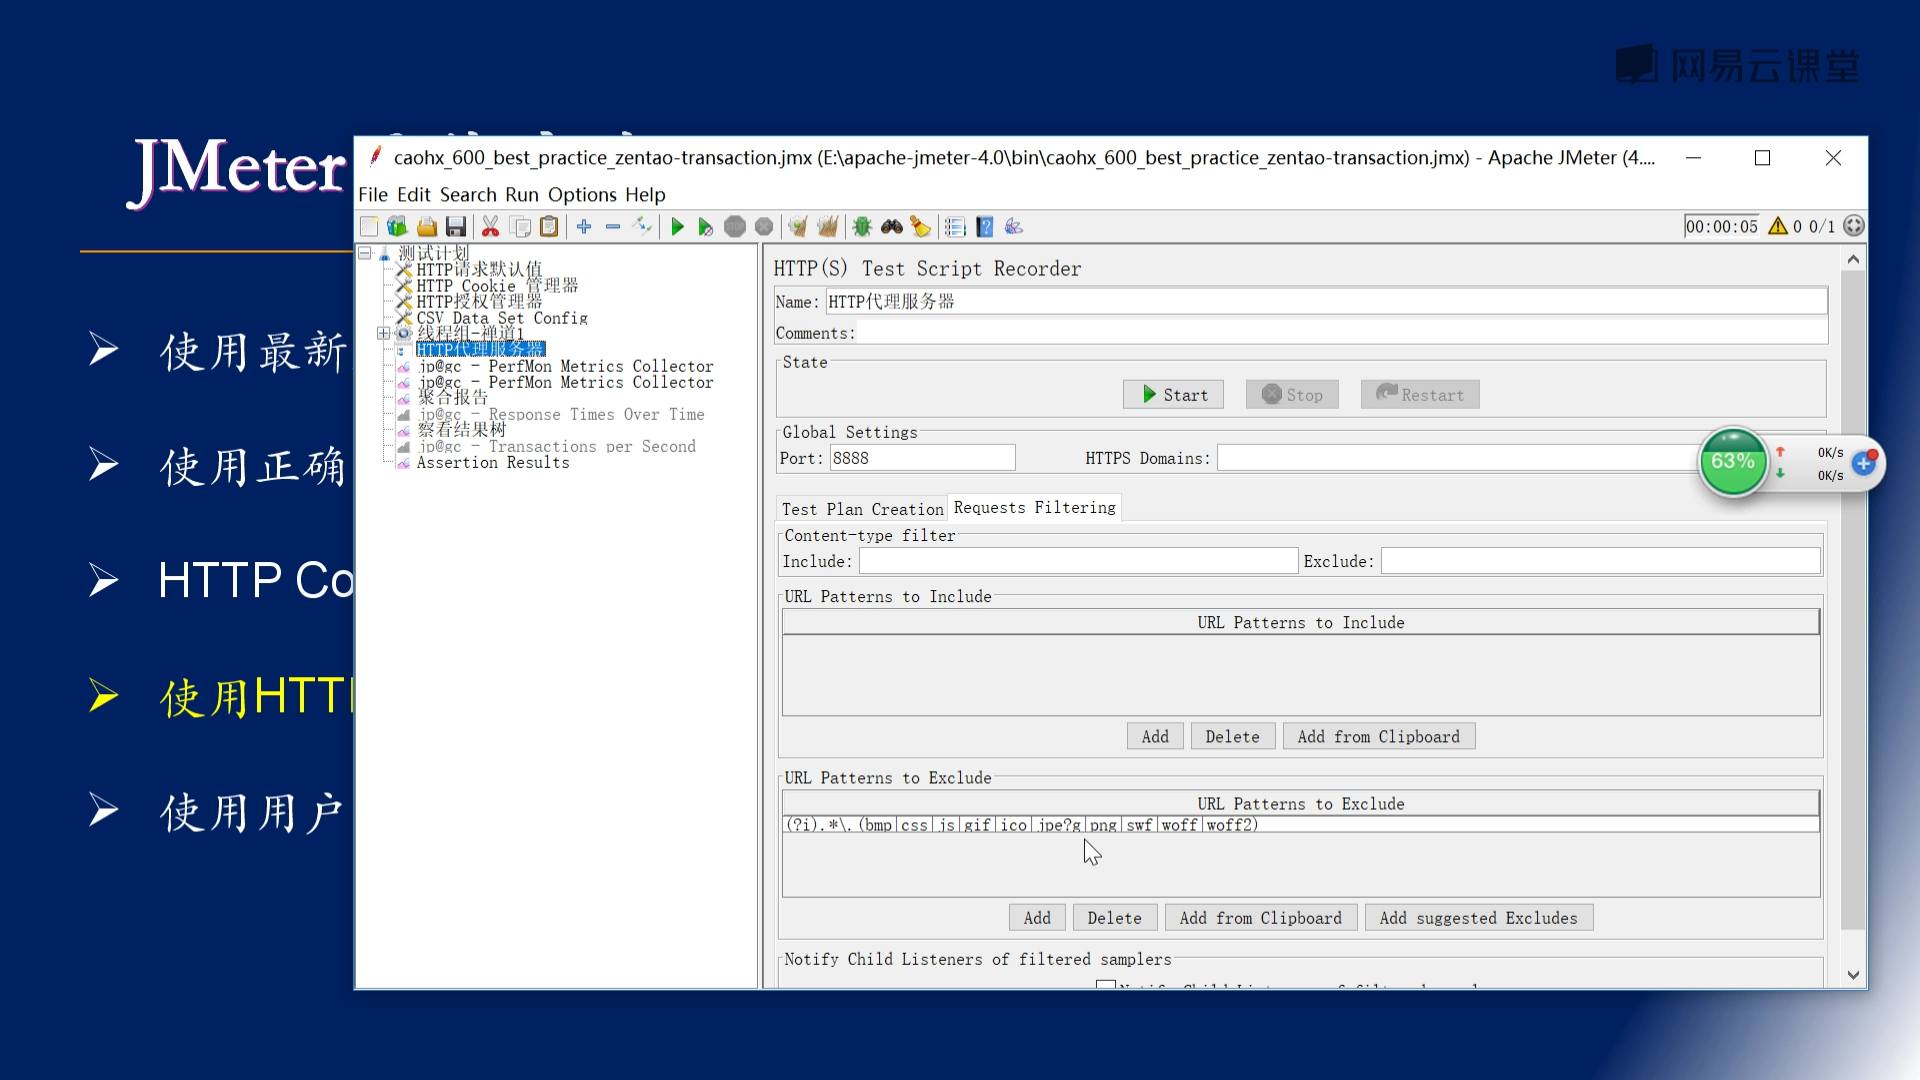 网易云课堂
JMeter
caohx_600_best_practice_zentao-transaction.jmx (E:\apache-jmeter-4.0\bin\caohx_600_best_practice_zentao-transaction.jmx) - Apache JMeter (4....
File Edit Search Run Options Help
00:00:05 0 0/1
测试计划
HTTP请求默认值
HTTP Cookie 管理器
HTTP授权管理器
CSV Data Set Config
线程组-禅道1
HTTP代理服务器
jp@gc - PerfMon Metrics Collector
jp@gc - PerfMon Metrics Collector
聚合报告
jp@gc - Response Times Over Time
察看结果树
jp@gc - Transactions per Second
Assertion Results
HTTP(S) Test Script Recorder
Name: HTTP代理服务器
Comments:
State
Start Stop Restart
Global Settings
Port: 8888 HTTPS Domains:
Test Plan Creation Requests Filtering
Content-type filter
Include: Exclude:
URL Patterns to Include
URL Patterns to Include
Add Delete Add from Clipboard
URL Patterns to Exclude
URL Patterns to Exclude
(?i).*\.(bmp|css|js|gif|ico|jpe?g|png|swf|woff|woff2)
Add Delete Add from Clipboard Add suggested Excludes
Notify Child Listeners of filtered samplers
63% 0K/s
0K/s
使用最新
使用正确
HTTP Co
使用HTT
使用用户